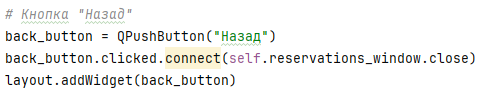 # Кнопка "Назад"
back_button = QPushButton("Назад")
back_button.clicked.connect(self.reservations_window.close)
layout.addWidget(back_button)